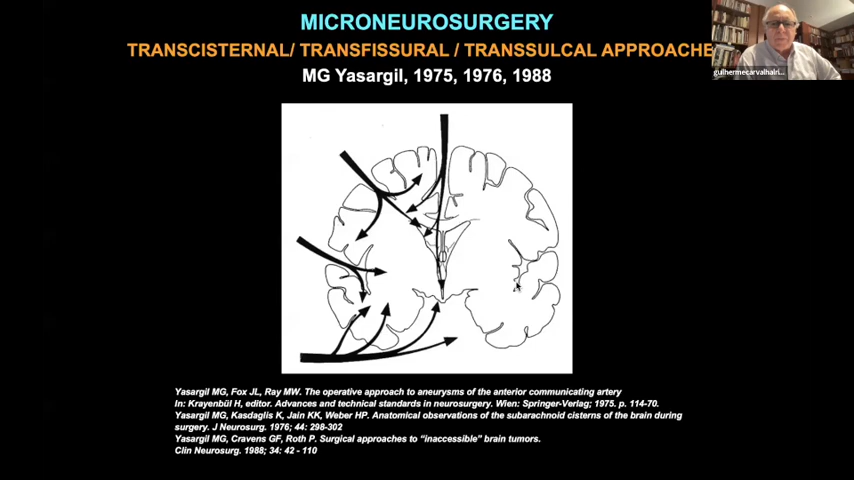 MICRONEUROSURGERY
TRANSCISTERNAL/ TRANSFISSURAL / TRANSSULCAL APPROACHE
MG Yasargil, 1975, 1976, 1988
guilhermecarvalhalri...
Yasargil MG, Fox JL, Ray MW. The operative approach to aneurysms of the anterior communicating artery
In: Krayenbül H, editor. Advances and technical standards in neurosurgery. Wien: Springer-Verlag; 1975. p. 114-70.
Yasargil MG, Kasdaglis K, Jain KK, Weber HP. Anatomical observations of the subarachnoid cisterns of the brain during
surgery. J Neurosurg. 1976; 44: 298-302
Yasargil MG, Cravens GF, Roth P. Surgical approaches to “inaccessible” brain tumors.
Clin Neurosurg. 1988; 34: 42 - 110